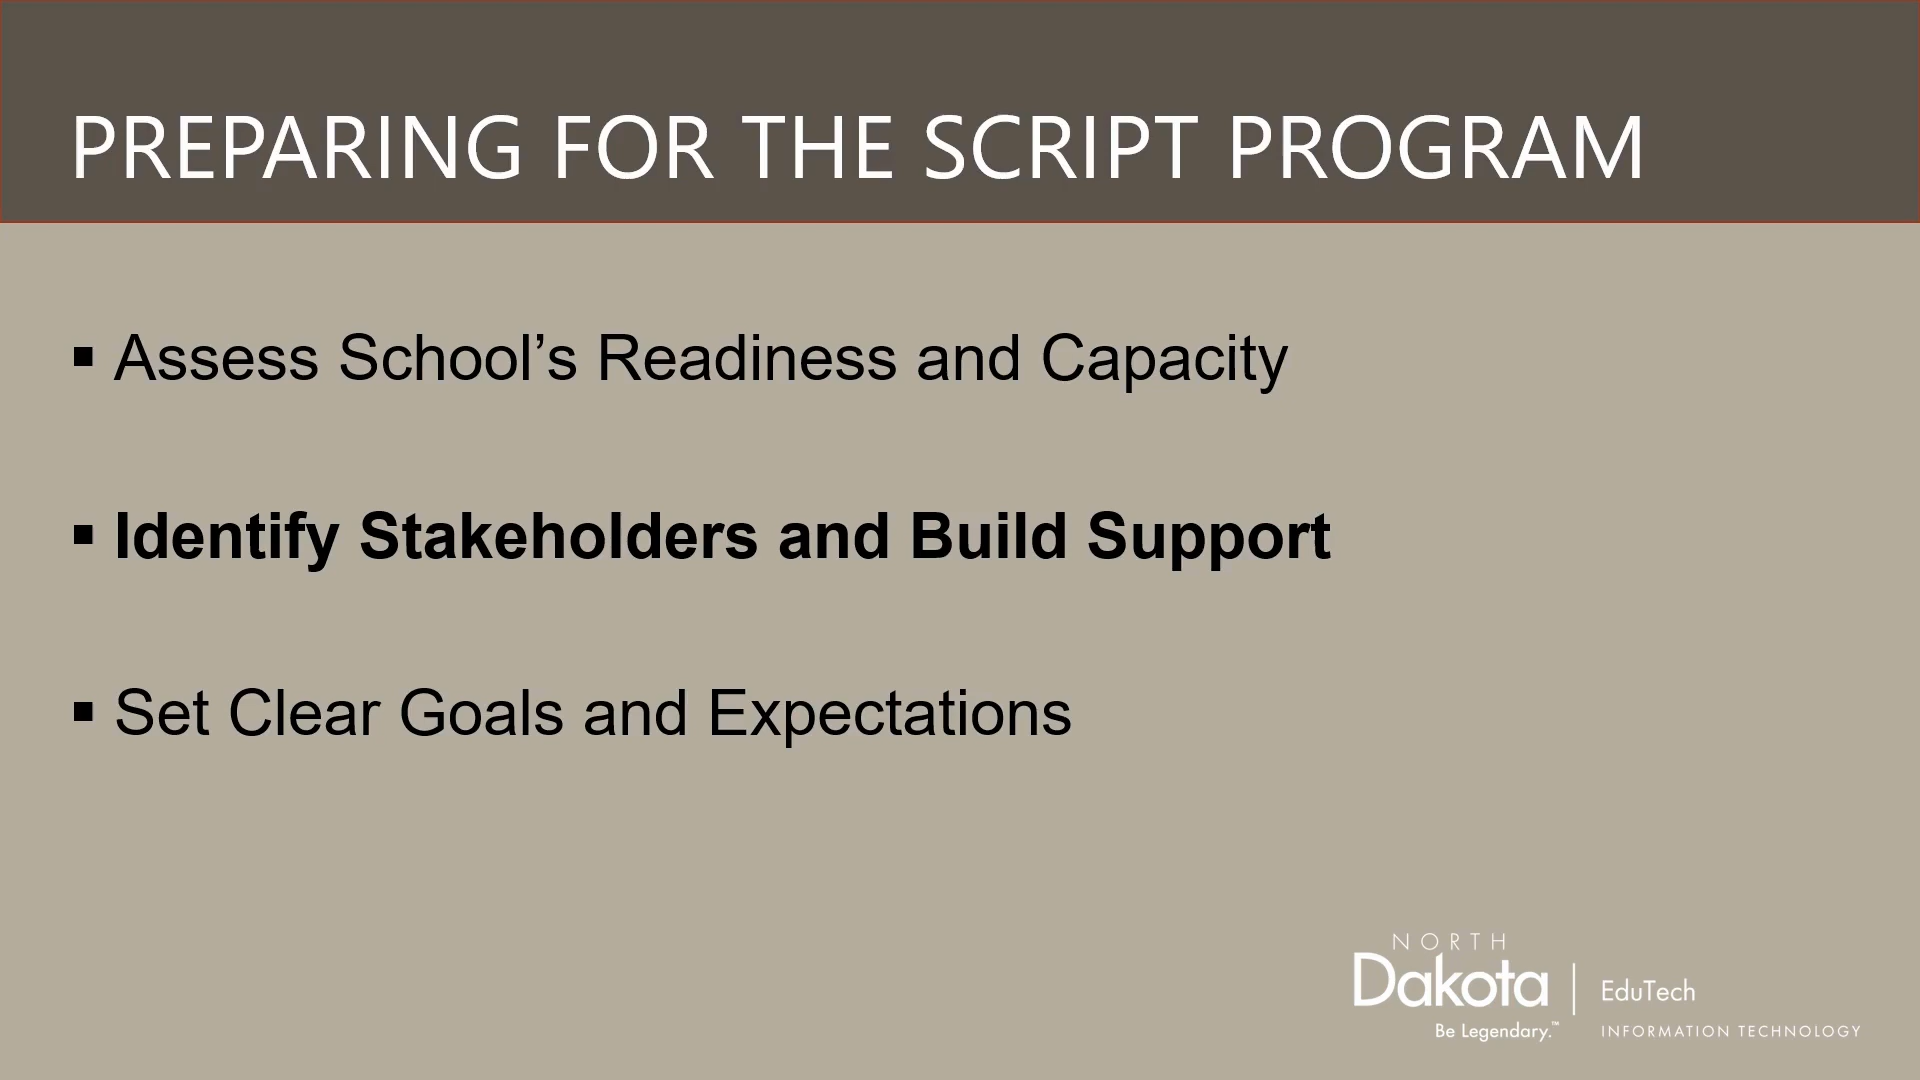 PREPARING FOR THE SCRIPT PROGRAM
▪ Assess School’s Readiness and Capacity
▪ Identify Stakeholders and Build Support
▪ Set Clear Goals and Expectations
NORTH
Dakota
Be Legendary.™
EduTech
INFORMATION TECHNOLOGY